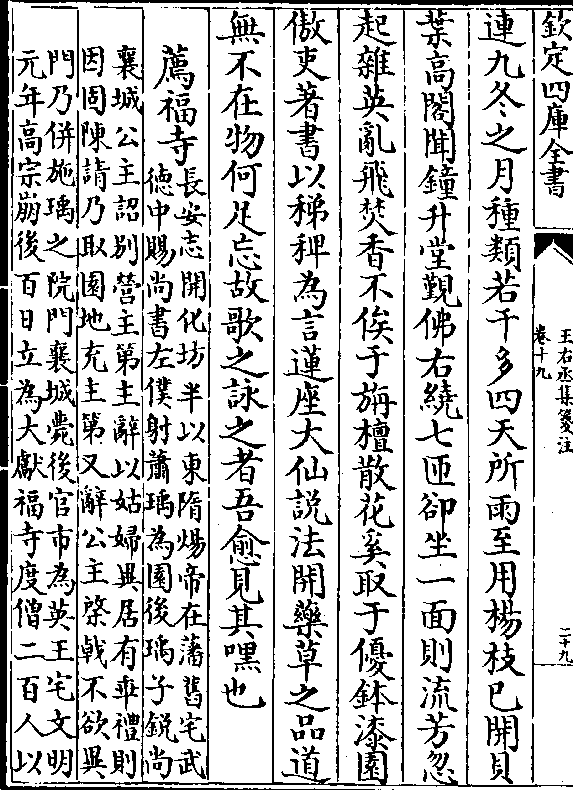 欽定四庫全書
王右丞集箋注
卷十九
二十九
連九冬之月種類若干多四天所雨至用楊枝已開貝
葉高閣聞鐘升堂覲佛右繞七匝卻坐一面則流芳忽
起雜英亂飛焚香不俟于旃檀散花奚取于優鉢漆園
傲吏著書以稊稗為言蓮座大仙説法開藥草之品道
無不在物何足忘故歌之詠之者吾愈見其嘿也
薦福寺
長安志開化坊半以東隋煬帝在藩舊宅武
德中賜尚書左僕射蕭瑀為園後瑀子鋭尚
襄城公主詔别營主第主辭以姑婦異居有乖禮則
因固陳請乃取園地充主第又辭公主棨戟不欲異
門乃併施瑀之院門襄城薨後官市為英王宅文明
元年高宗崩後百日立為大獻福寺度僧二百人以